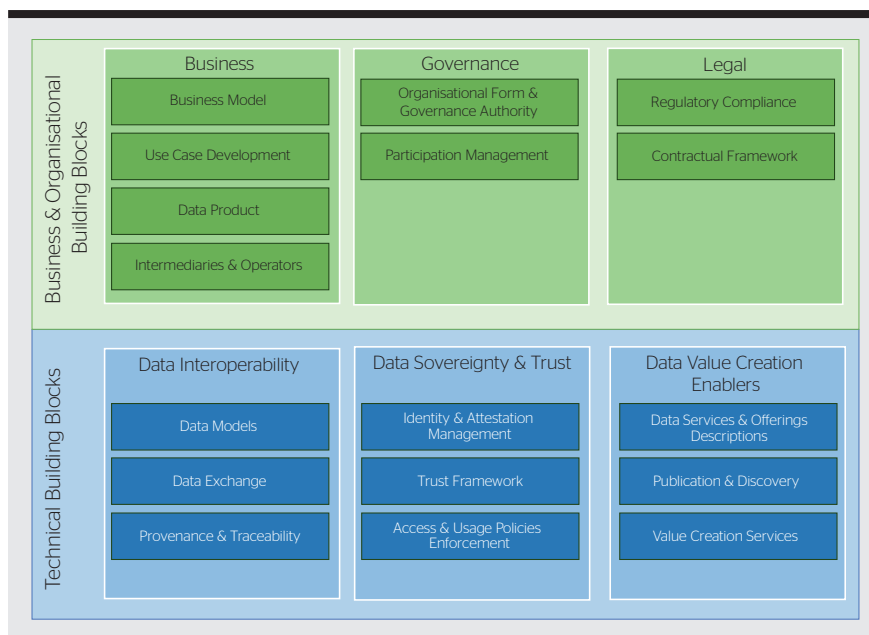 Business & Organisational
Building Blocks
Business
Business Model
Use Case Development
Data Product
Intermediaries & Operators
Governance
Organisational Form &
Governance Authority
Participation Management
Legal
Regulatory Compliance
Contractual Framework
Technical Building Blocks
Data Interoperability
Data Models
Data Exchange
Provenance & Traceability
Data Sovereignty & Trust
Identity & Attestation
Management
Trust Framework
Access & Usage Policies
Enforcement
Data Value Creation
Enablers
Data Services & Offerings
Descriptions
Publication & Discovery
Value Creation Services